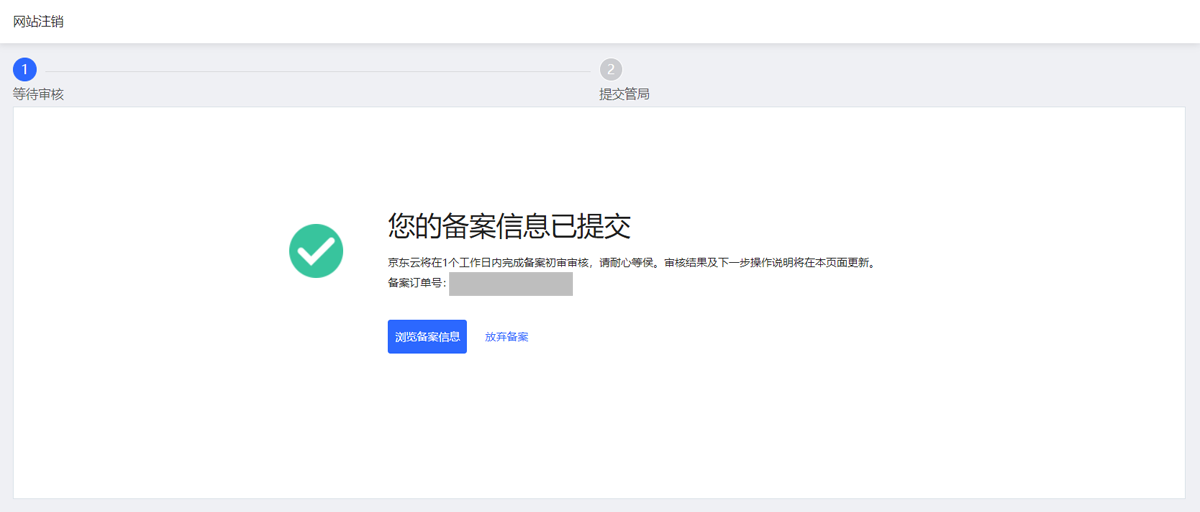 网站注销
1
2
等待审核
提交管局
您的备案信息已提交
京东云将在1个工作日内完成备案初审审核，请耐心等侯。审核结果及下一步操作说明将在本页面更新。
备案订单号：
浏览备案信息
放弃备案